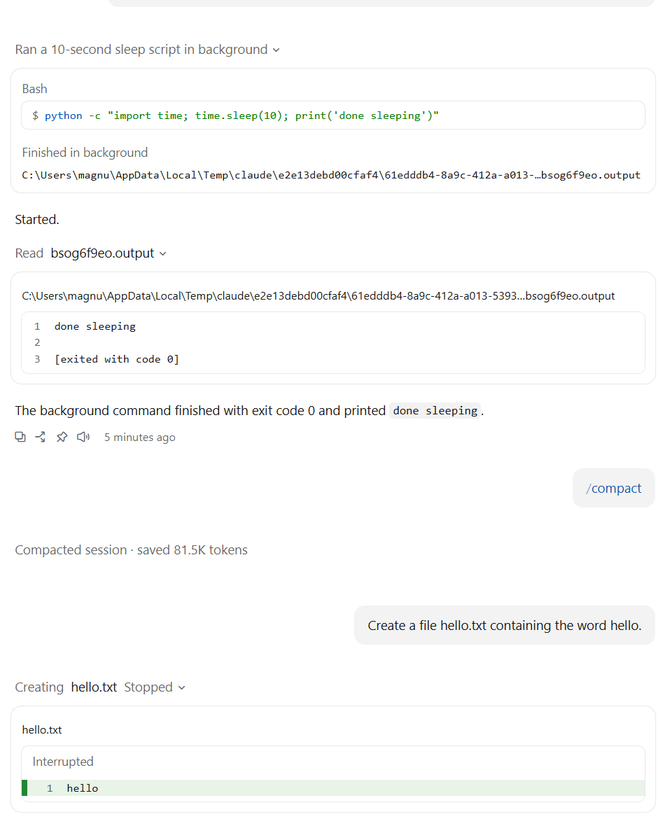 Ran a 10-second sleep script in background
Bash
$ python -c "import time; time.sleep(10); print('done sleeping')"
Finished in background
C:\Users\magnu\AppData\Local\Temp\claude\e2e13debd00cfaf4\61edddb4-8a9c-412a-a013-…bsog6f9eo.output
Started.
Read bsog6f9eo.output
C:\Users\magnu\AppData\Local\Temp\claude\e2e13debd00cfaf4\61edddb4-8a9c-412a-a013-5393…bsog6f9eo.output
1 done sleeping
2
3 [exited with code 0]
The background command finished with exit code 0 and printed done sleeping.
5 minutes ago
/compact
Compacted session · saved 81.5K tokens
Create a file hello.txt containing the word hello.
Creating hello.txt Stopped
hello.txt
Interrupted
1 hello